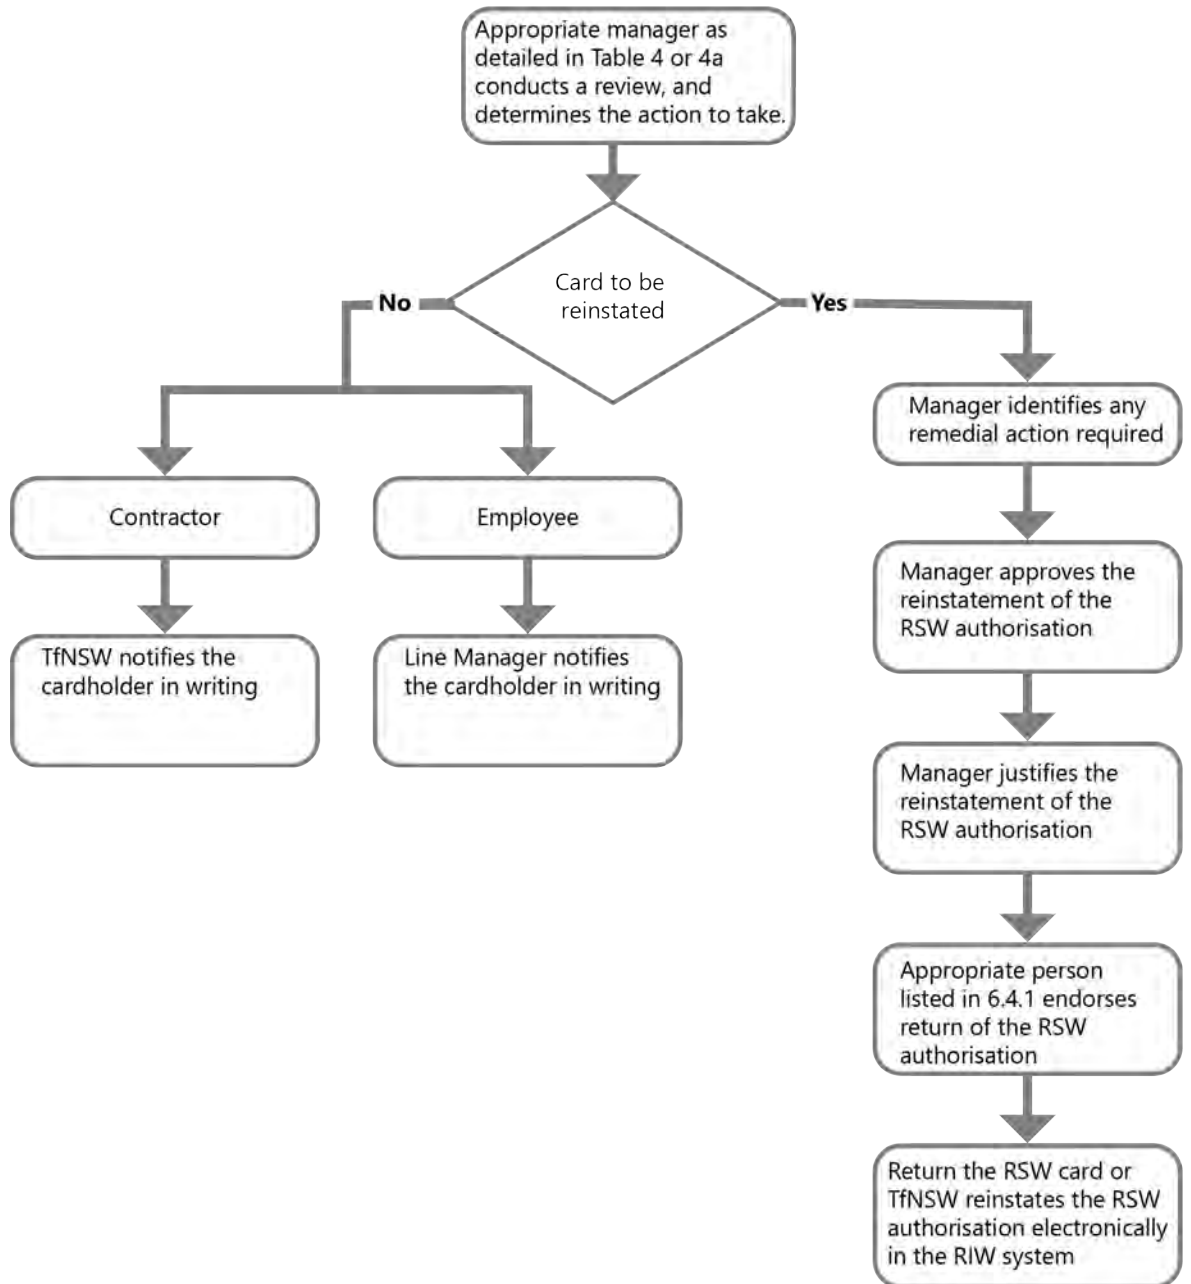 Appropriate manager as
detailed in Table 4 or 4a
conducts a review, and
determines the action to take.
Card to be
reinstated
No
Yes
Manager identifies any
remedial action required
Contractor
Employee
Manager approves the
reinstatement of the
RSW authorisation
TfNSW notifies the
cardholder in writing
Line Manager notifies
the cardholder in writing
Manager justifies the
reinstatement of the
RSW authorisation
Appropriate person
listed in 6.4.1 endorses
return of the RSW
authorisation
Return the RSW card or
TfNSW reinstates the RSW
authorisation electronically
in the RIW system